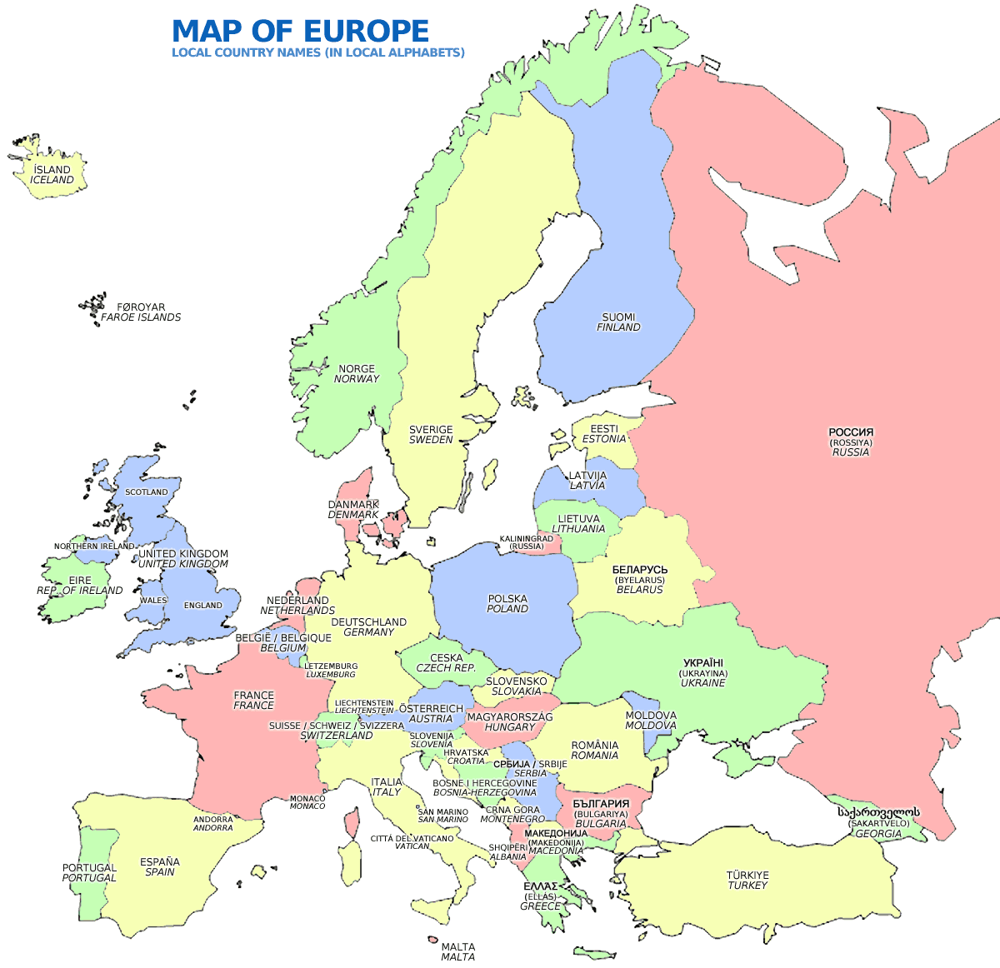 MAP OF EUROPE
LOCAL COUNTRY NAMES (IN LOCAL ALPHABETS)
ÍSLAND
ICELAND
FØROYAR
FAROE ISLANDS
SUOMI
FINLAND
NORGE
NORWAY
SVERIGE
SWEDEN
EESTI
ESTONIA
РОССИЯ
(ROSSIYA)
RUSSIA
LATVIJA
LATVIA
SCOTLAND
DANMARK
DENMARK
LIETUVA
LITHUANIA
KALININGRAD
(RUSSIA)
NORTHERN IRELAND
UNITED KINGDOM
UNITED KINGDOM
EIRE
REP. OF IRELAND
WALES
ENGLAND
БЕЛАРУСЬ
(BYELARUS)
BELARUS
NEDERLAND
NETHERLANDS
POLSKA
POLAND
DEUTSCHLAND
GERMANY
BELGIË / BELGIQUE
BELGIUM
LETZEMBURG
LUXEMBURG
CESKA
CZECH REP.
УКРАЇНІ
(UKRAYINA)
UKRAINE
SLOVENSKO
SLOVAKIA
FRANCE
FRANCE
LIECHTENSTEIN
LIECHTENSTEIN
ÖSTERREICH
AUSTRIA
MAGYARORSZÁG
HUNGARY
MOLDOVA
MOLDOVA
SUISSE / SCHWEIZ / SVIZZERA
SWITZERLAND
SLOVENIJA
SLOVENIA
ROMÂNIA
ROMANIA
HRVATSKA
CROATIA
СРБИЈА / SRBIJE
SERBIA
ITALIA
ITALY
BOSNE I HERCEGOVINE
BOSNIA-HERZEGOVINA
MONACO
MONACO
SAN MARINO
SAN MARINO
CRNA GORA
MONTENEGRO
БЪЛГАРИЯ
(BULGARIYA)
BULGARIA
ᲡᲐᲥᲐᲠᲗᲕᲔᲚᲝᲡ
(SAKARTVELO)
GEORGIA
ANDORRA
ANDORRA
CITTÁ DEL VATICANO
VATICAN
SHQIPËRI
ALBANIA
МАКЕДОНИЈА
(MAKEDONIJA)
MACEDONIA
ESPAÑA
SPAIN
PORTUGAL
PORTUGAL
ΕΛΛΆΣ
(ELLÁS)
GREECE
TÜRKIYE
TURKEY
MALTA
MALTA